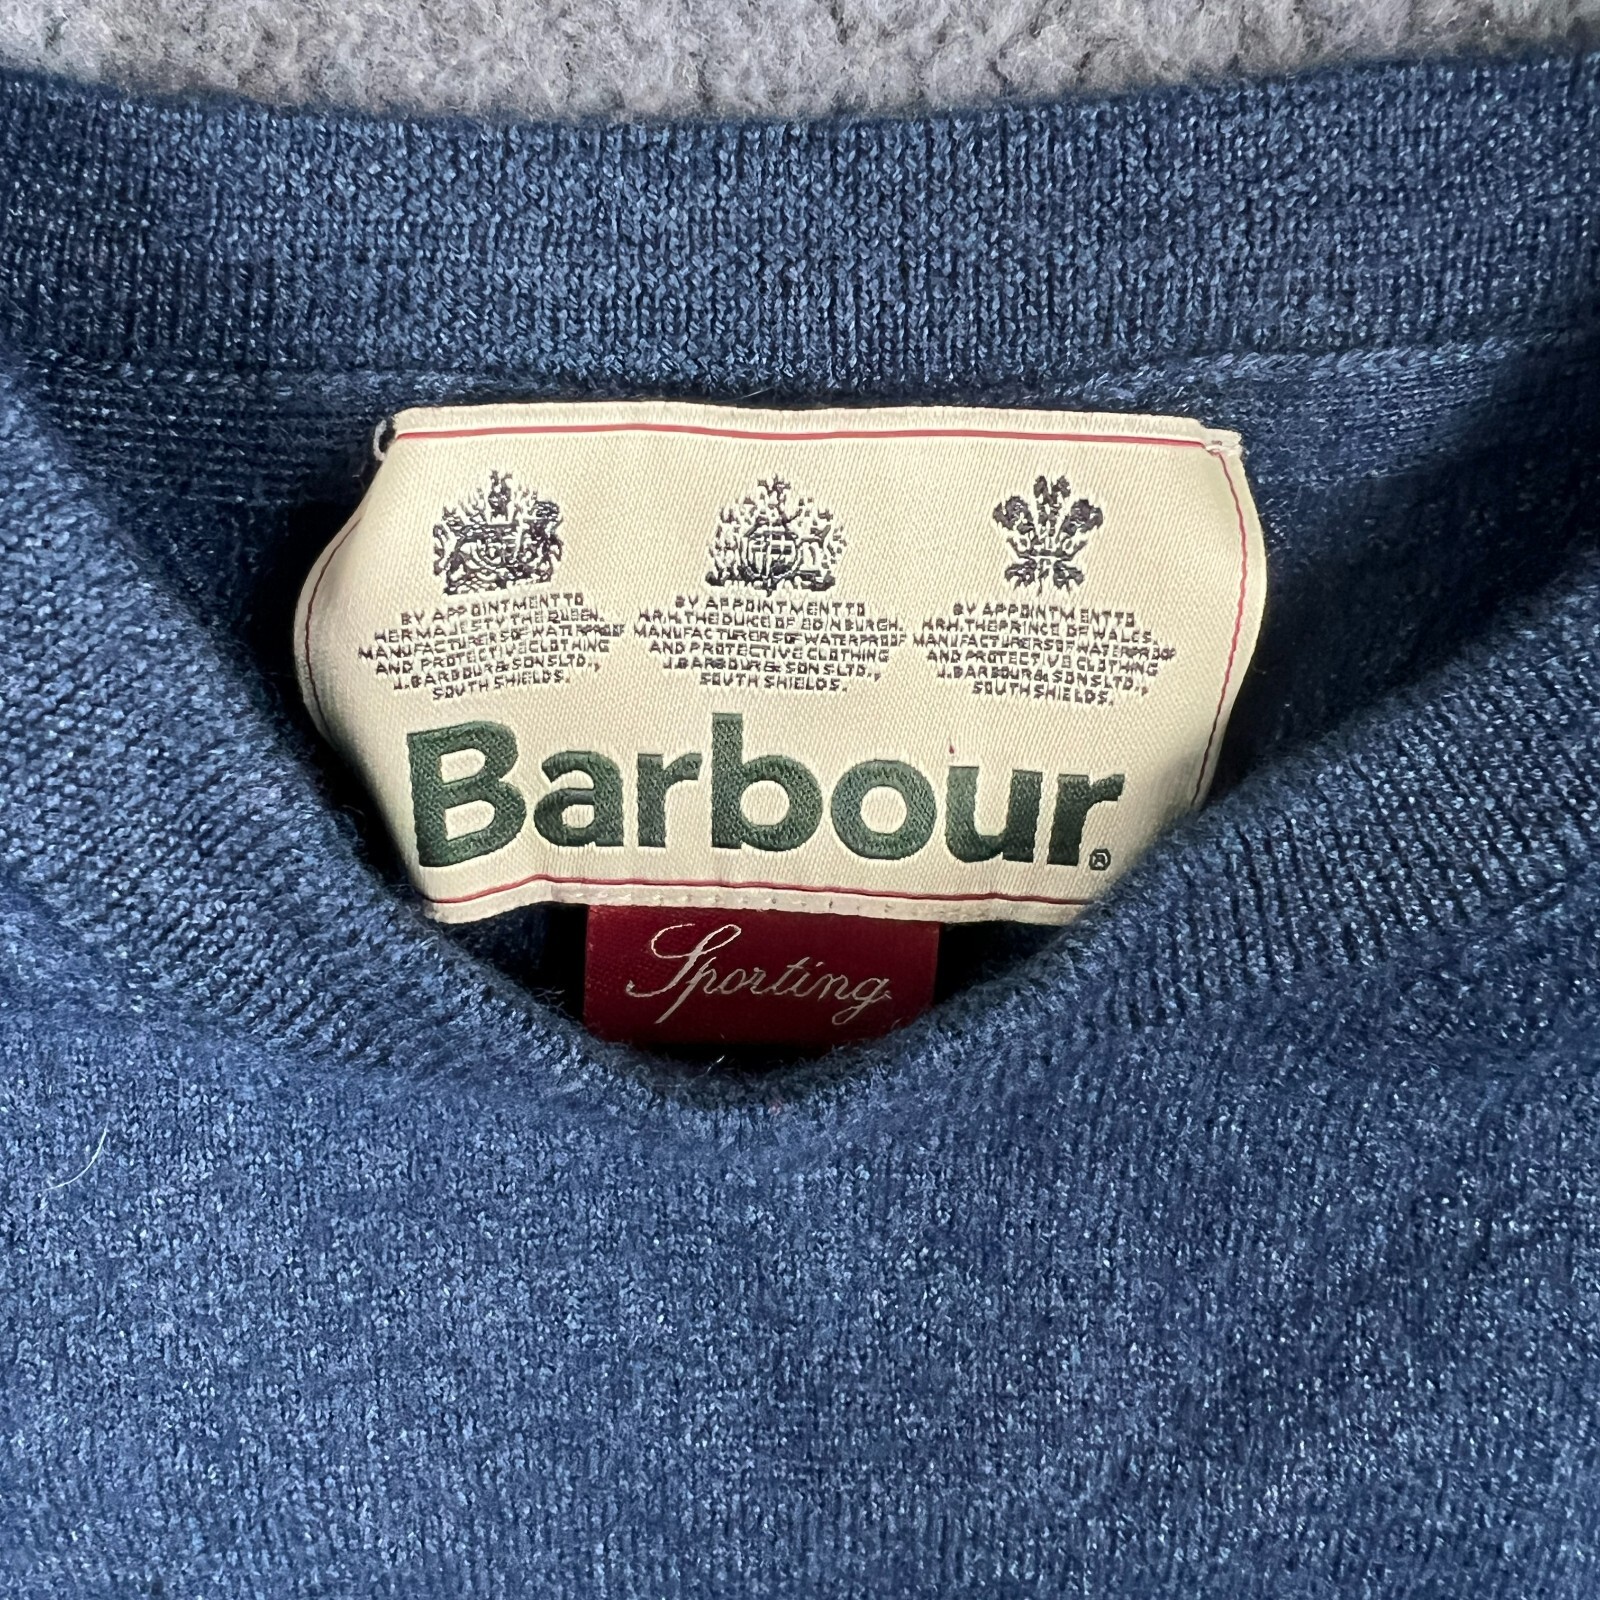 BY APPOINTMENT TO
HER MAJESTY THE QUEEN.
MANUFACTURERS OF WATERPROOF
AND PROTECTIVE CLOTHING
J. BARBOUR & SONS LTD.,
SOUTH SHIELDS.
BY APPOINTMENT TO
H.R.H. THE DUKE OF EDINBURGH.
MANUFACTURERS OF WATERPROOF
AND PROTECTIVE CLOTHING
J. BARBOUR & SONS LTD.,
SOUTH SHIELDS.
BY APPOINTMENT TO
H.R.H. THE PRINCE OF WALES.
MANUFACTURERS OF WATERPROOF
AND PROTECTIVE CLOTHING
J. BARBOUR & SONS LTD.,
SOUTH SHIELDS.
Barbour®
Sporting